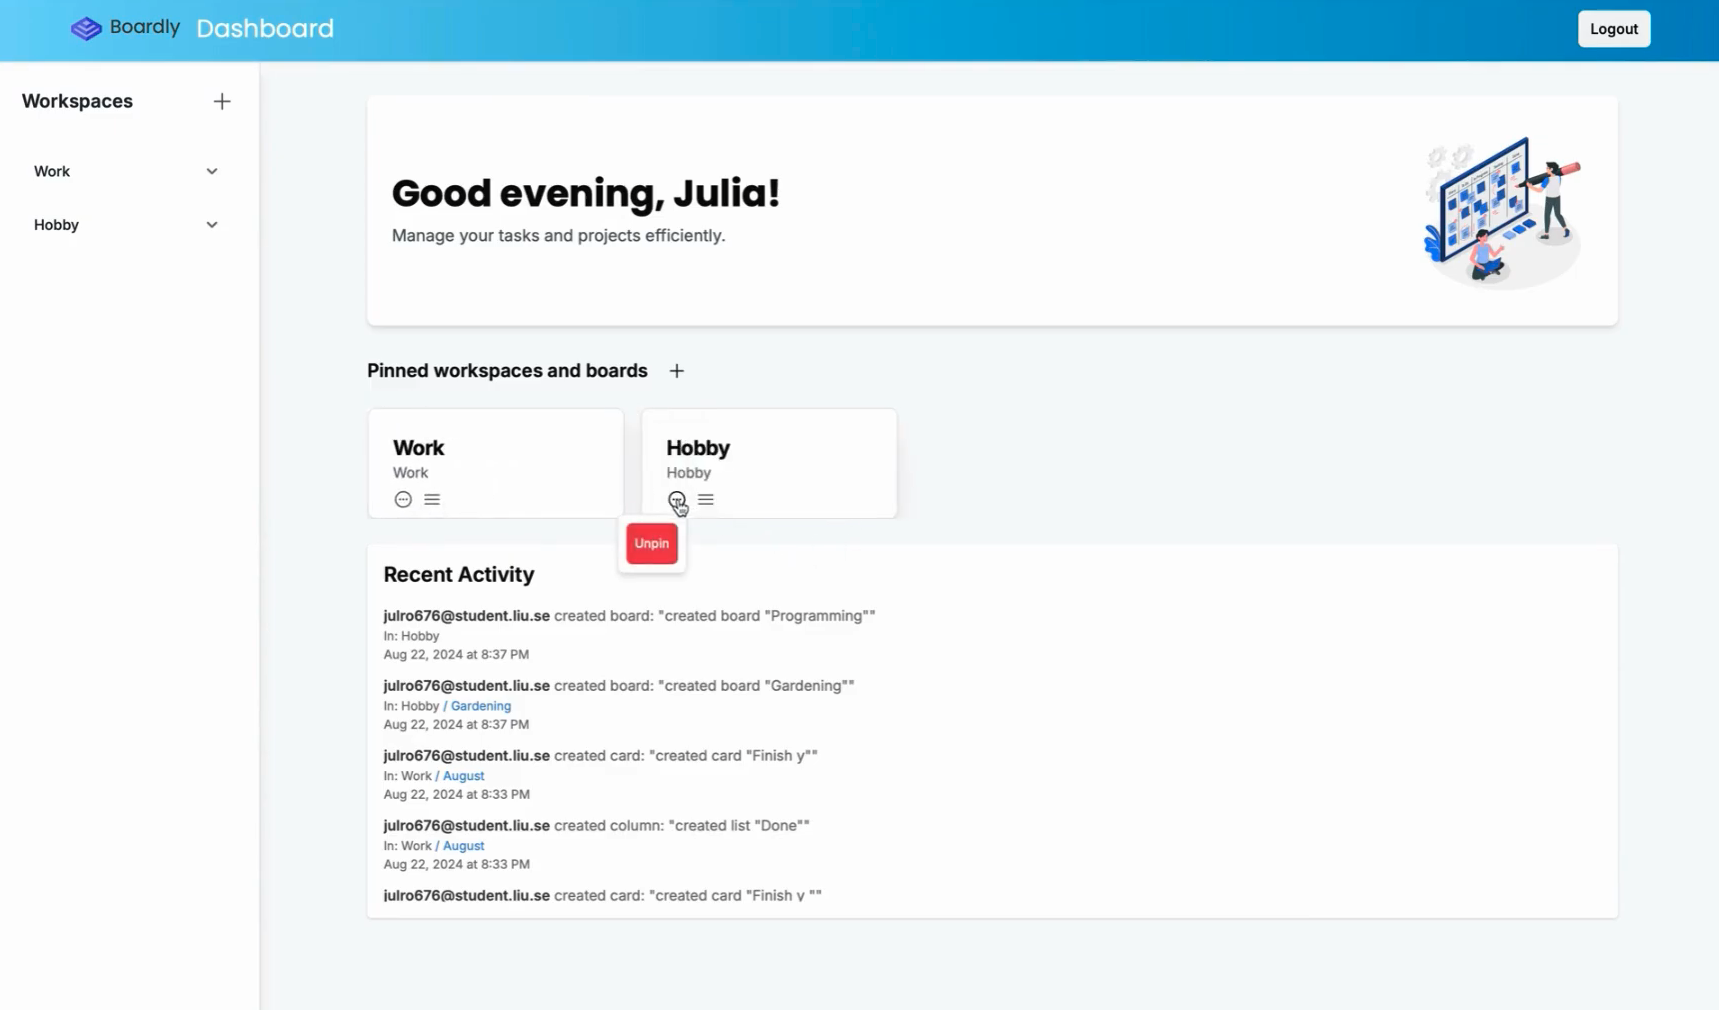 Boardly Dashboard
Logout
Workspaces
Work
Hobby
Good evening, Julia!
Manage your tasks and projects efficiently.
Pinned workspaces and boards
Work
Work
Hobby
Hobby
Unpin
Recent Activity
julro676@student.liu.se created board: "created board "Programming""
In: Hobby
Aug 22, 2024 at 8:37 PM
julro676@student.liu.se created board: "created board "Gardening""
In: Hobby / Gardening
Aug 22, 2024 at 8:37 PM
julro676@student.liu.se created card: "created card "Finish y""
In: Work / August
Aug 22, 2024 at 8:33 PM
julro676@student.liu.se created column: "created list "Done""
In: Work / August
Aug 22, 2024 at 8:33 PM
julro676@student.liu.se created card: "created card "Finish y ""